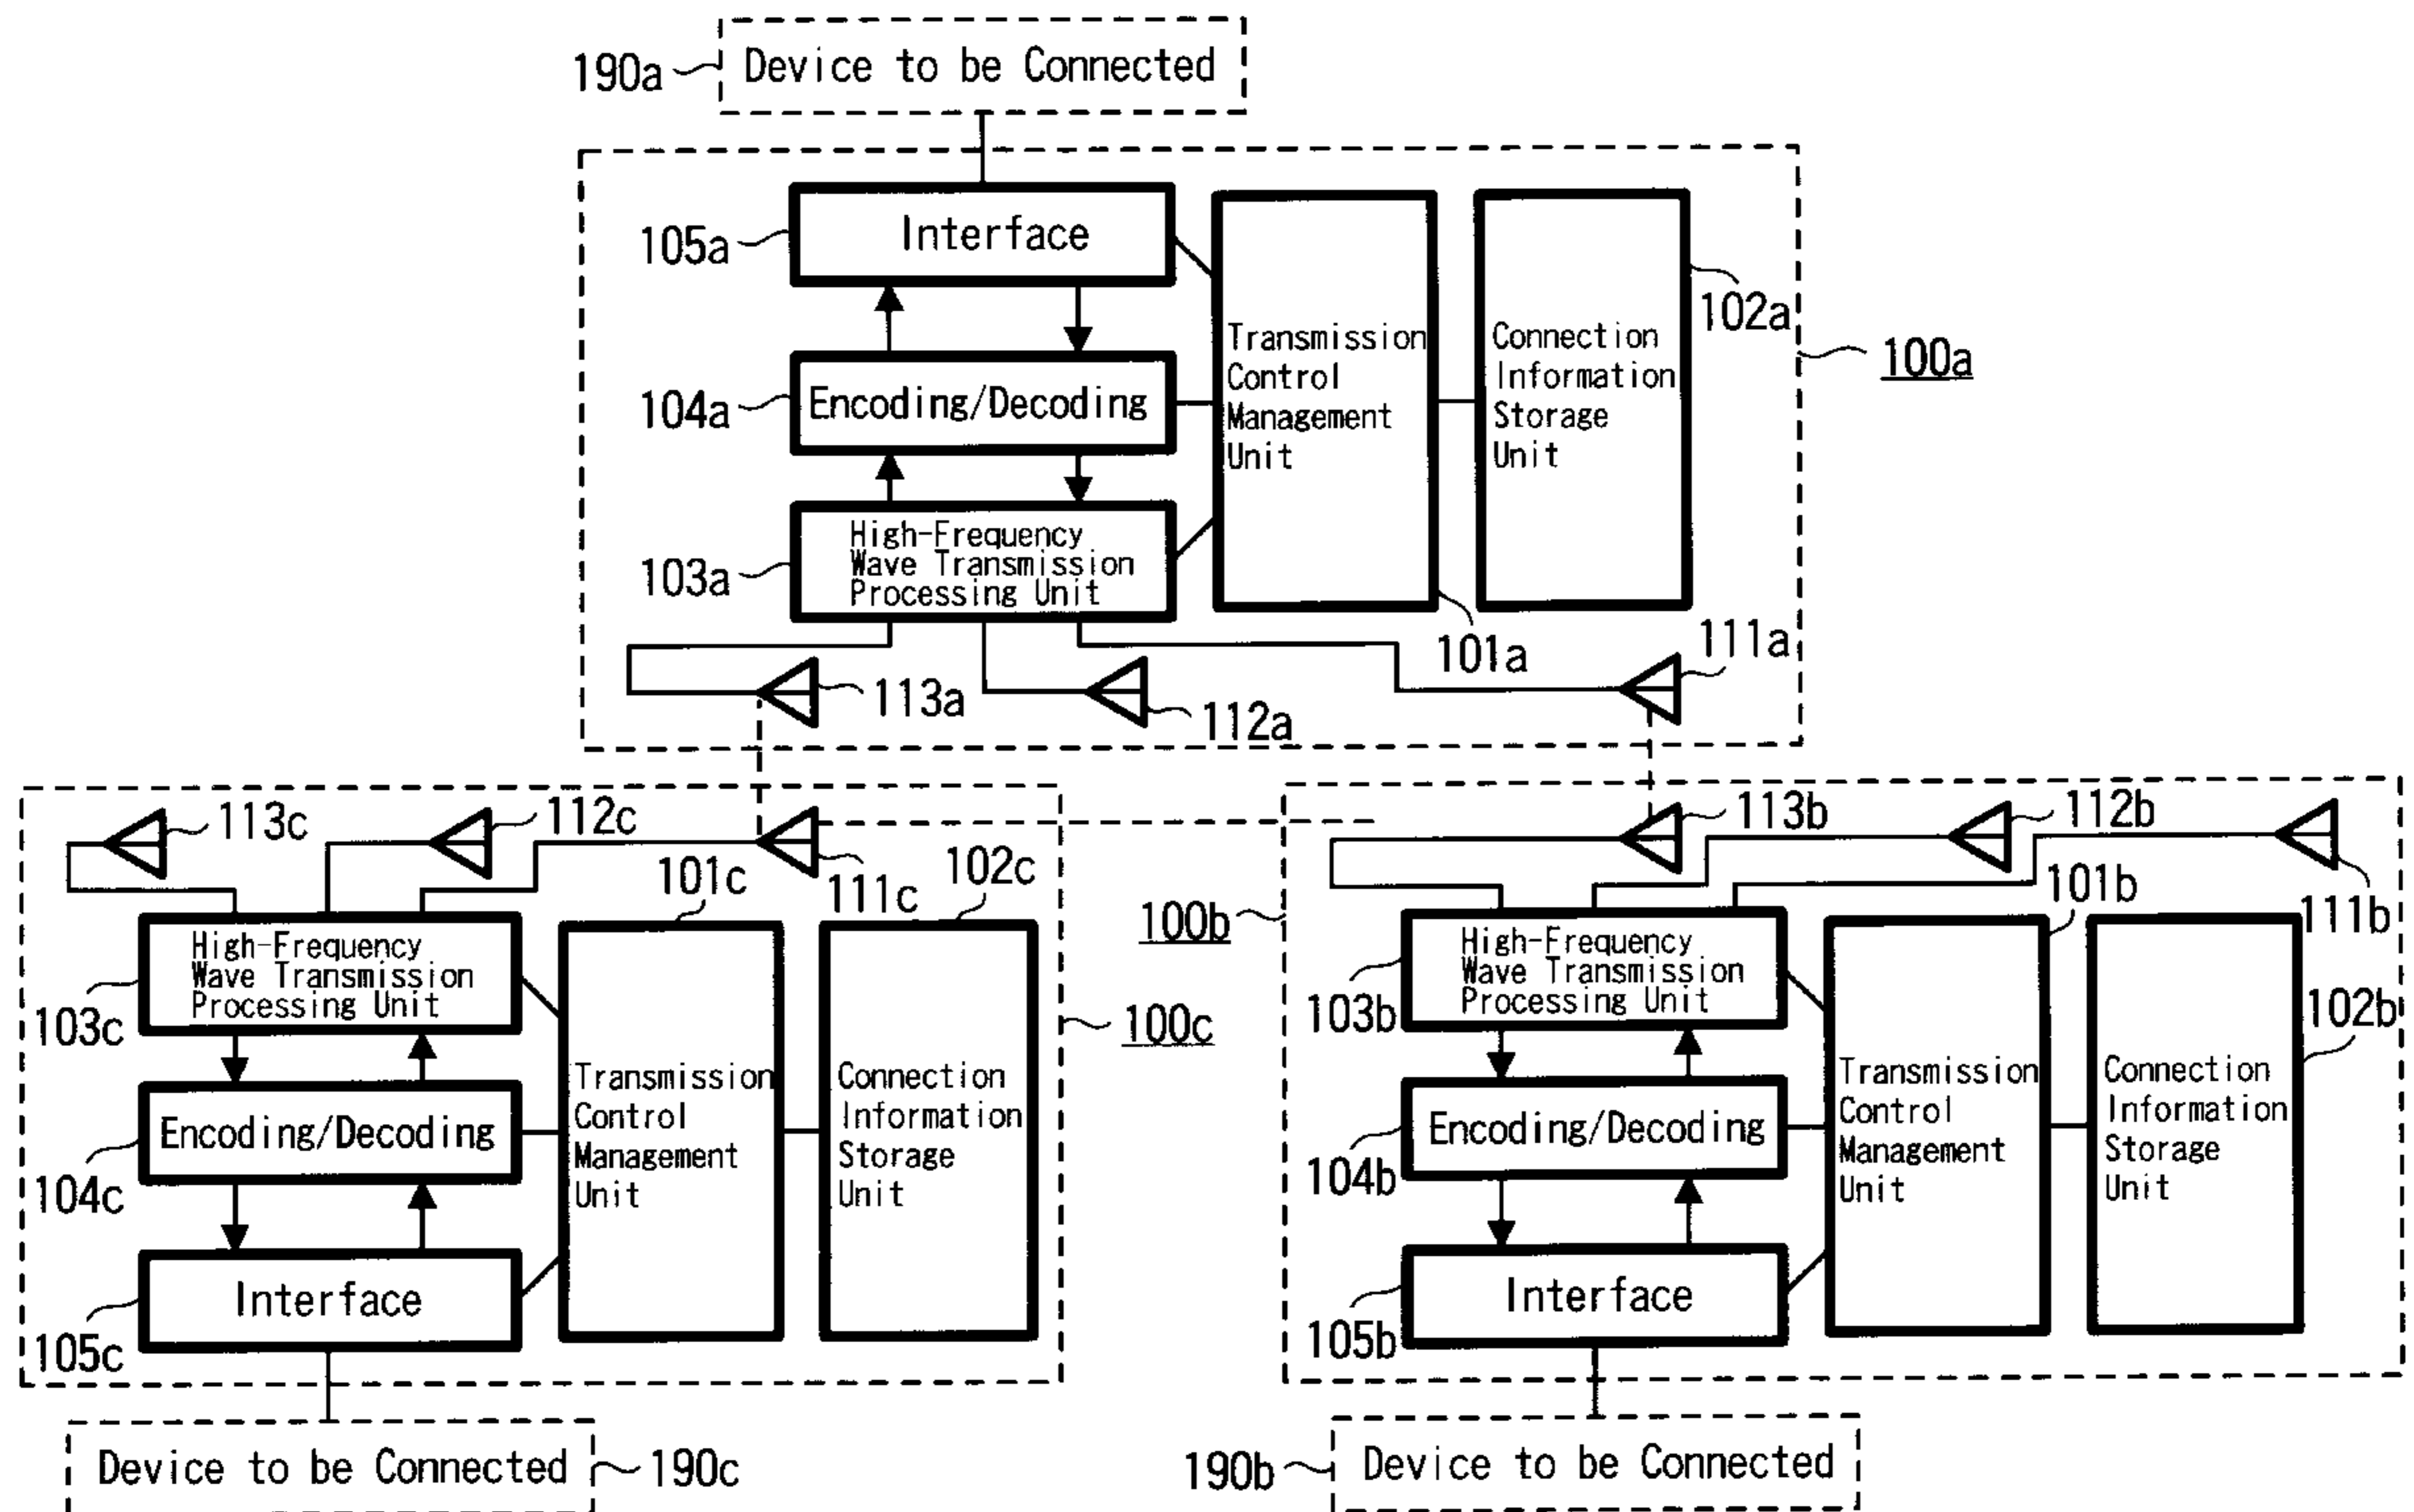 190a
Device to be Connected
105a
Interface
102a
100a
104a
Encoding/Decoding
Transmission
Control
Management
Unit
Connection
Information
Storage
Unit
103a
High-Frequency
Wave Transmission
Processing Unit
101a
111a
113a
112a
113c
112c
111c
101c
102c
103c
High-Frequency
Wave Transmission
Processing Unit
100c
104c
Encoding/Decoding
Transmission
Control
Management
Unit
Connection
Information
Storage
Unit
105c
Interface
Device to be Connected
190c
113b
112b
111b
101b
100b
103b
High-Frequency
Wave Transmission
Processing Unit
102b
104b
Encoding/Decoding
Transmission
Control
Management
Unit
Connection
Information
Storage
Unit
105b
Interface
190b
Device to be Connected